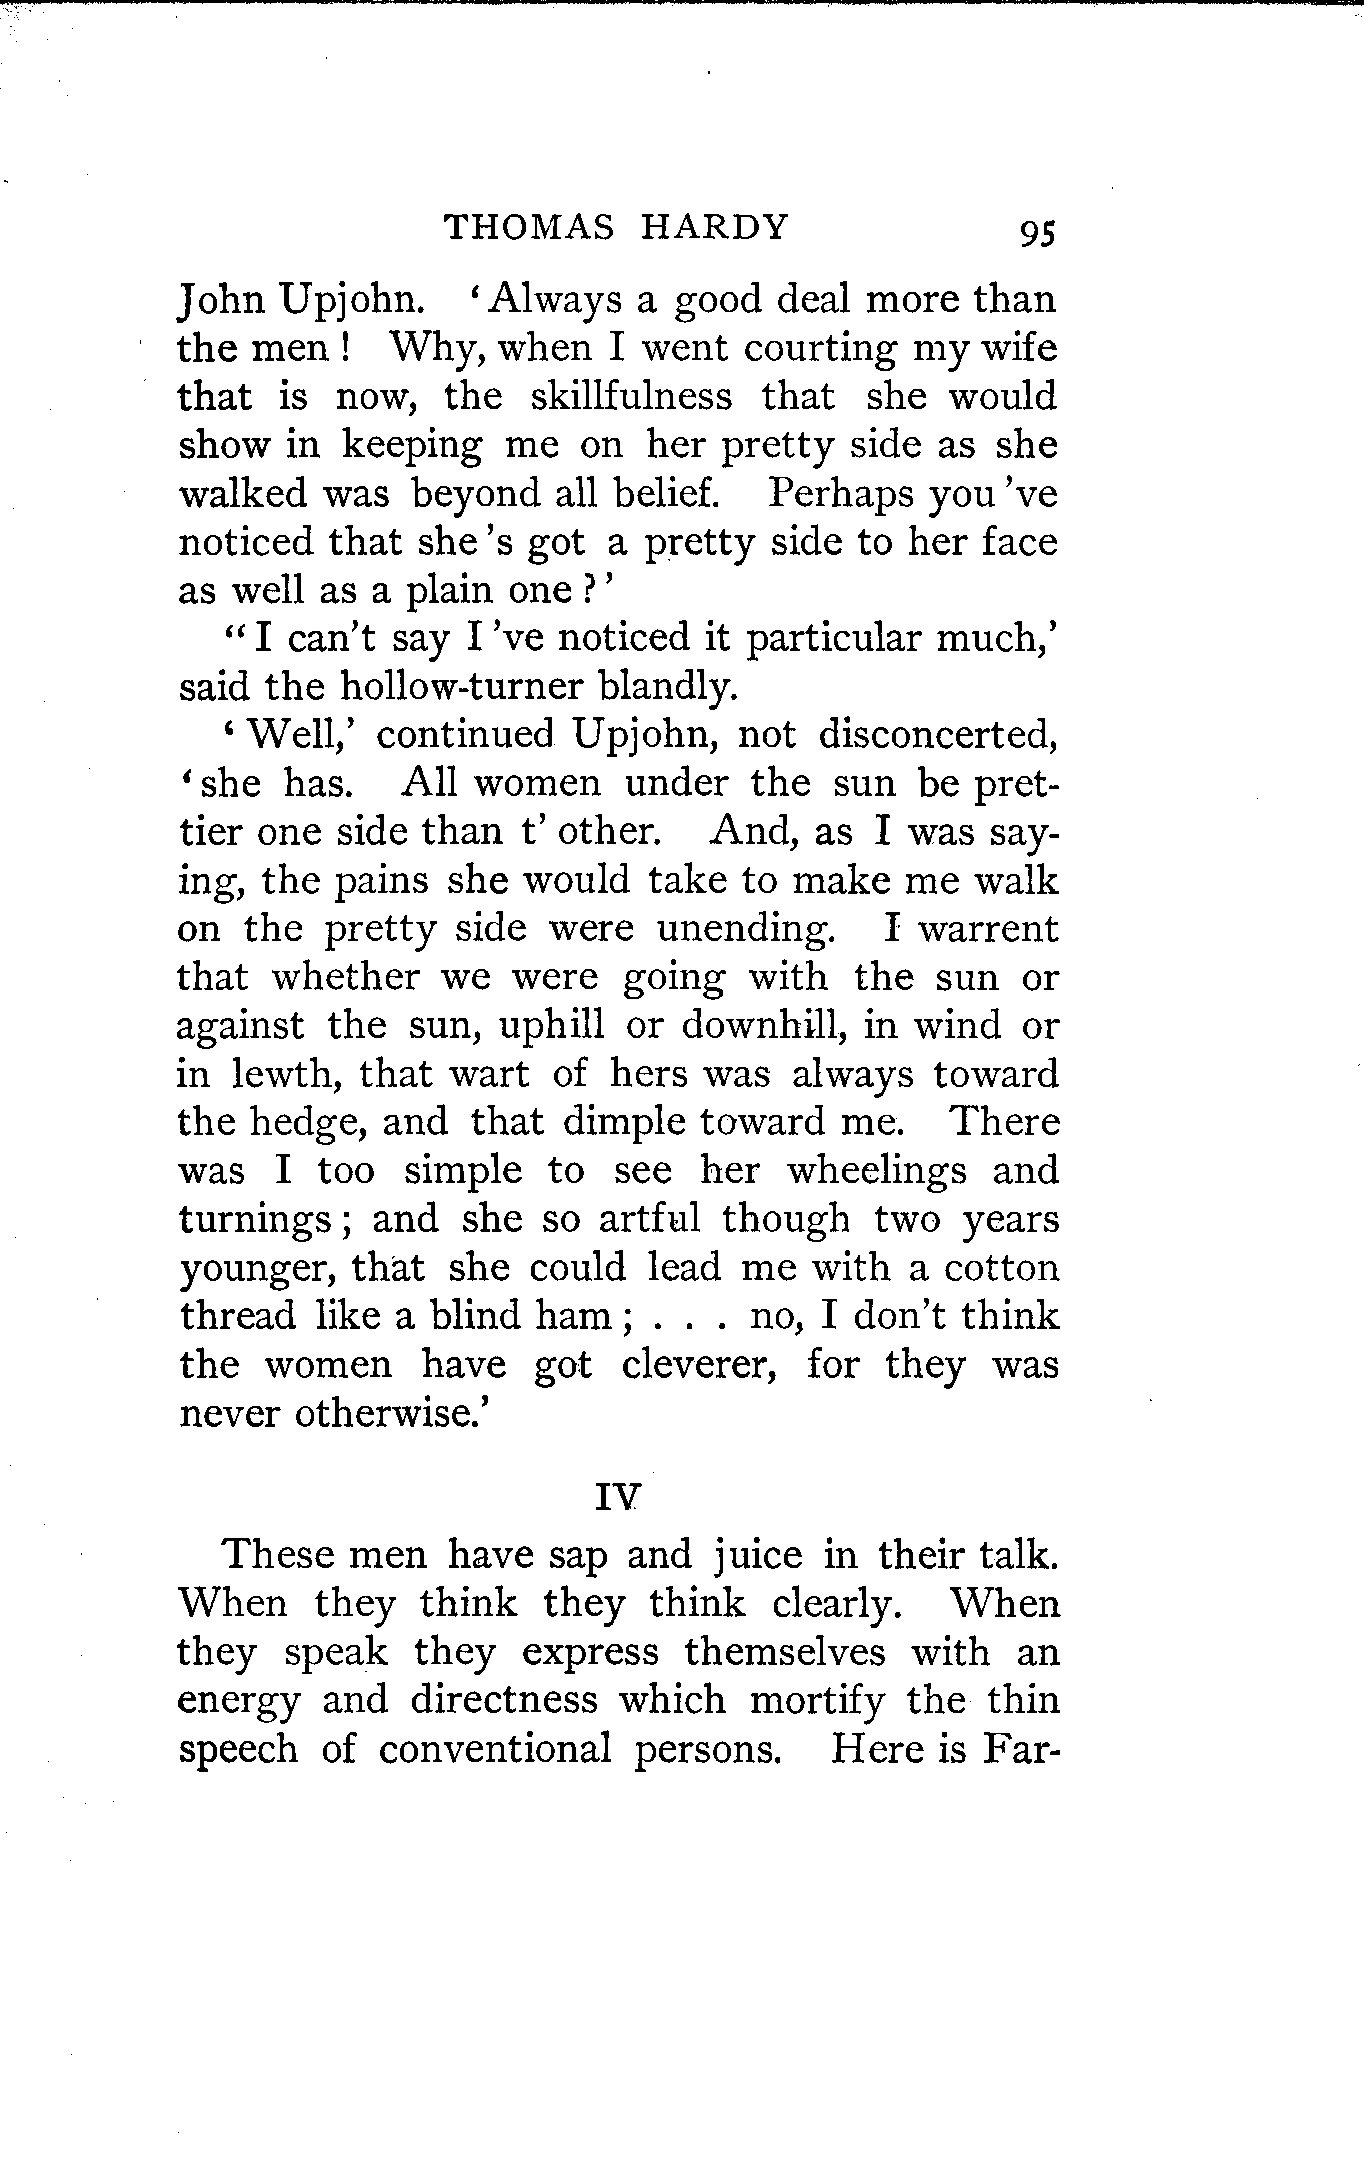 THOMAS HARDY 95
John Upjohn. ‘Always a good deal more than
the men! Why, when I went courting my wife
that is now, the skillfulness that she would
show in keeping me on her pretty side as she
walked was beyond all belief. Perhaps you 've
noticed that she 's got a pretty side to her face
as well as a plain one?’
“I can't say I 've noticed it particular much,’
said the hollow-turner blandly.
‘Well,’ continued Upjohn, not disconcerted,
‘she has. All women under the sun be pret-
tier one side than t' other. And, as I was say-
ing, the pains she would take to make me walk
on the pretty side were unending. I warrent
that whether we were going with the sun or
against the sun, uphill or downhill, in wind or
in lewth, that wart of hers was always toward
the hedge, and that dimple toward me. There
was I too simple to see her wheelings and
turnings; and she so artful though two years
younger, that she could lead me with a cotton
thread like a blind ham; . . . no, I don't think
the women have got cleverer, for they was
never otherwise.’
IV
These men have sap and juice in their talk.
When they think they think clearly. When
they speak they express themselves with an
energy and directness which mortify the thin
speech of conventional persons. Here is Far-